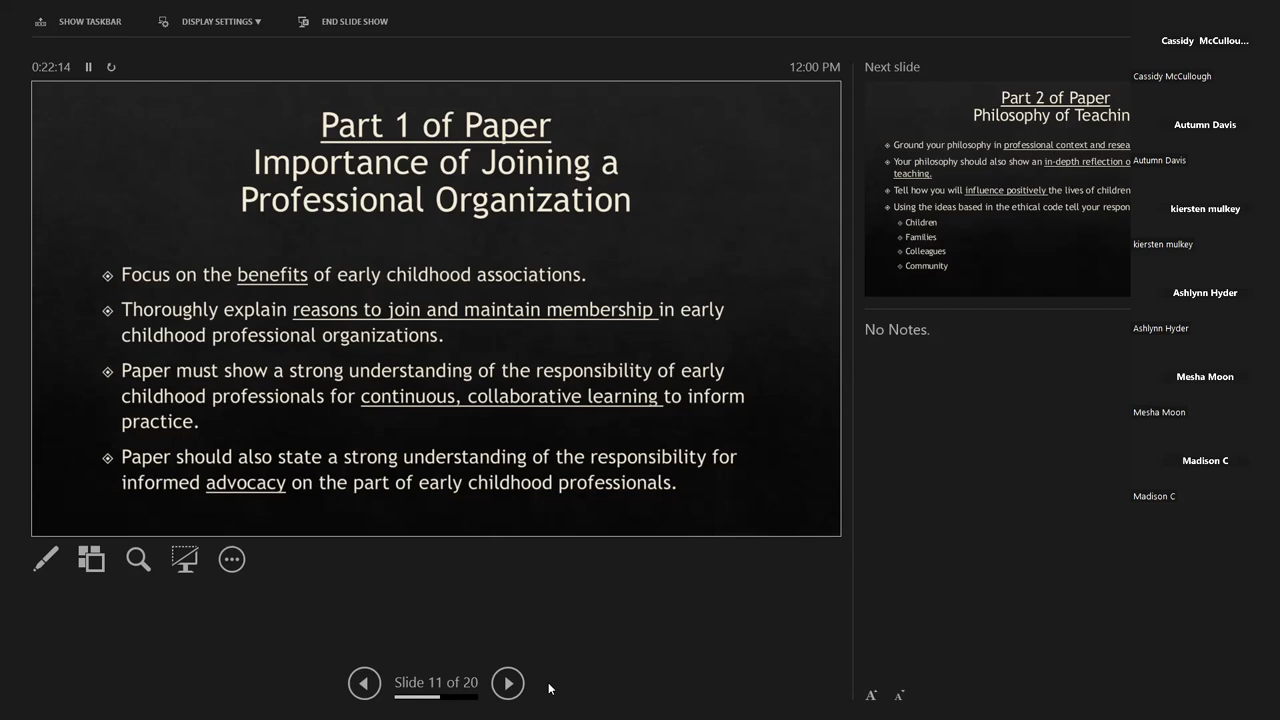 SHOW TASKBAR
DISPLAY SETTINGS ▼
END SLIDE SHOW
0:22:14
12:00 PM
Part 1 of Paper
Importance of Joining a
Professional Organization
◈ Focus on the benefits of early childhood associations.
◈ Thoroughly explain reasons to join and maintain membership in early
childhood professional organizations.
◈ Paper must show a strong understanding of the responsibility of early
childhood professionals for continuous, collaborative learning to inform
practice.
◈ Paper should also state a strong understanding of the responsibility for
informed advocacy on the part of early childhood professionals.
Slide 11 of 20
Next slide
Part 2 of Paper
Philosophy of Teachin
◈ Ground your philosophy in professional context and resea
◈ Your philosophy should also show an in-depth reflection o
teaching.
◈ Tell how you will influence positively the lives of children
◈ Using the ideas based in the ethical code tell your respon
◈ Children
◈ Families
◈ Colleagues
◈ Community
No Notes.
A A
Cassidy McCullou...
Cassidy McCullough
Autumn Davis
Autumn Davis
kiersten mulkey
kiersten mulkey
Ashlynn Hyder
Ashlynn Hyder
Mesha Moon
Mesha Moon
Madison C
Madison C